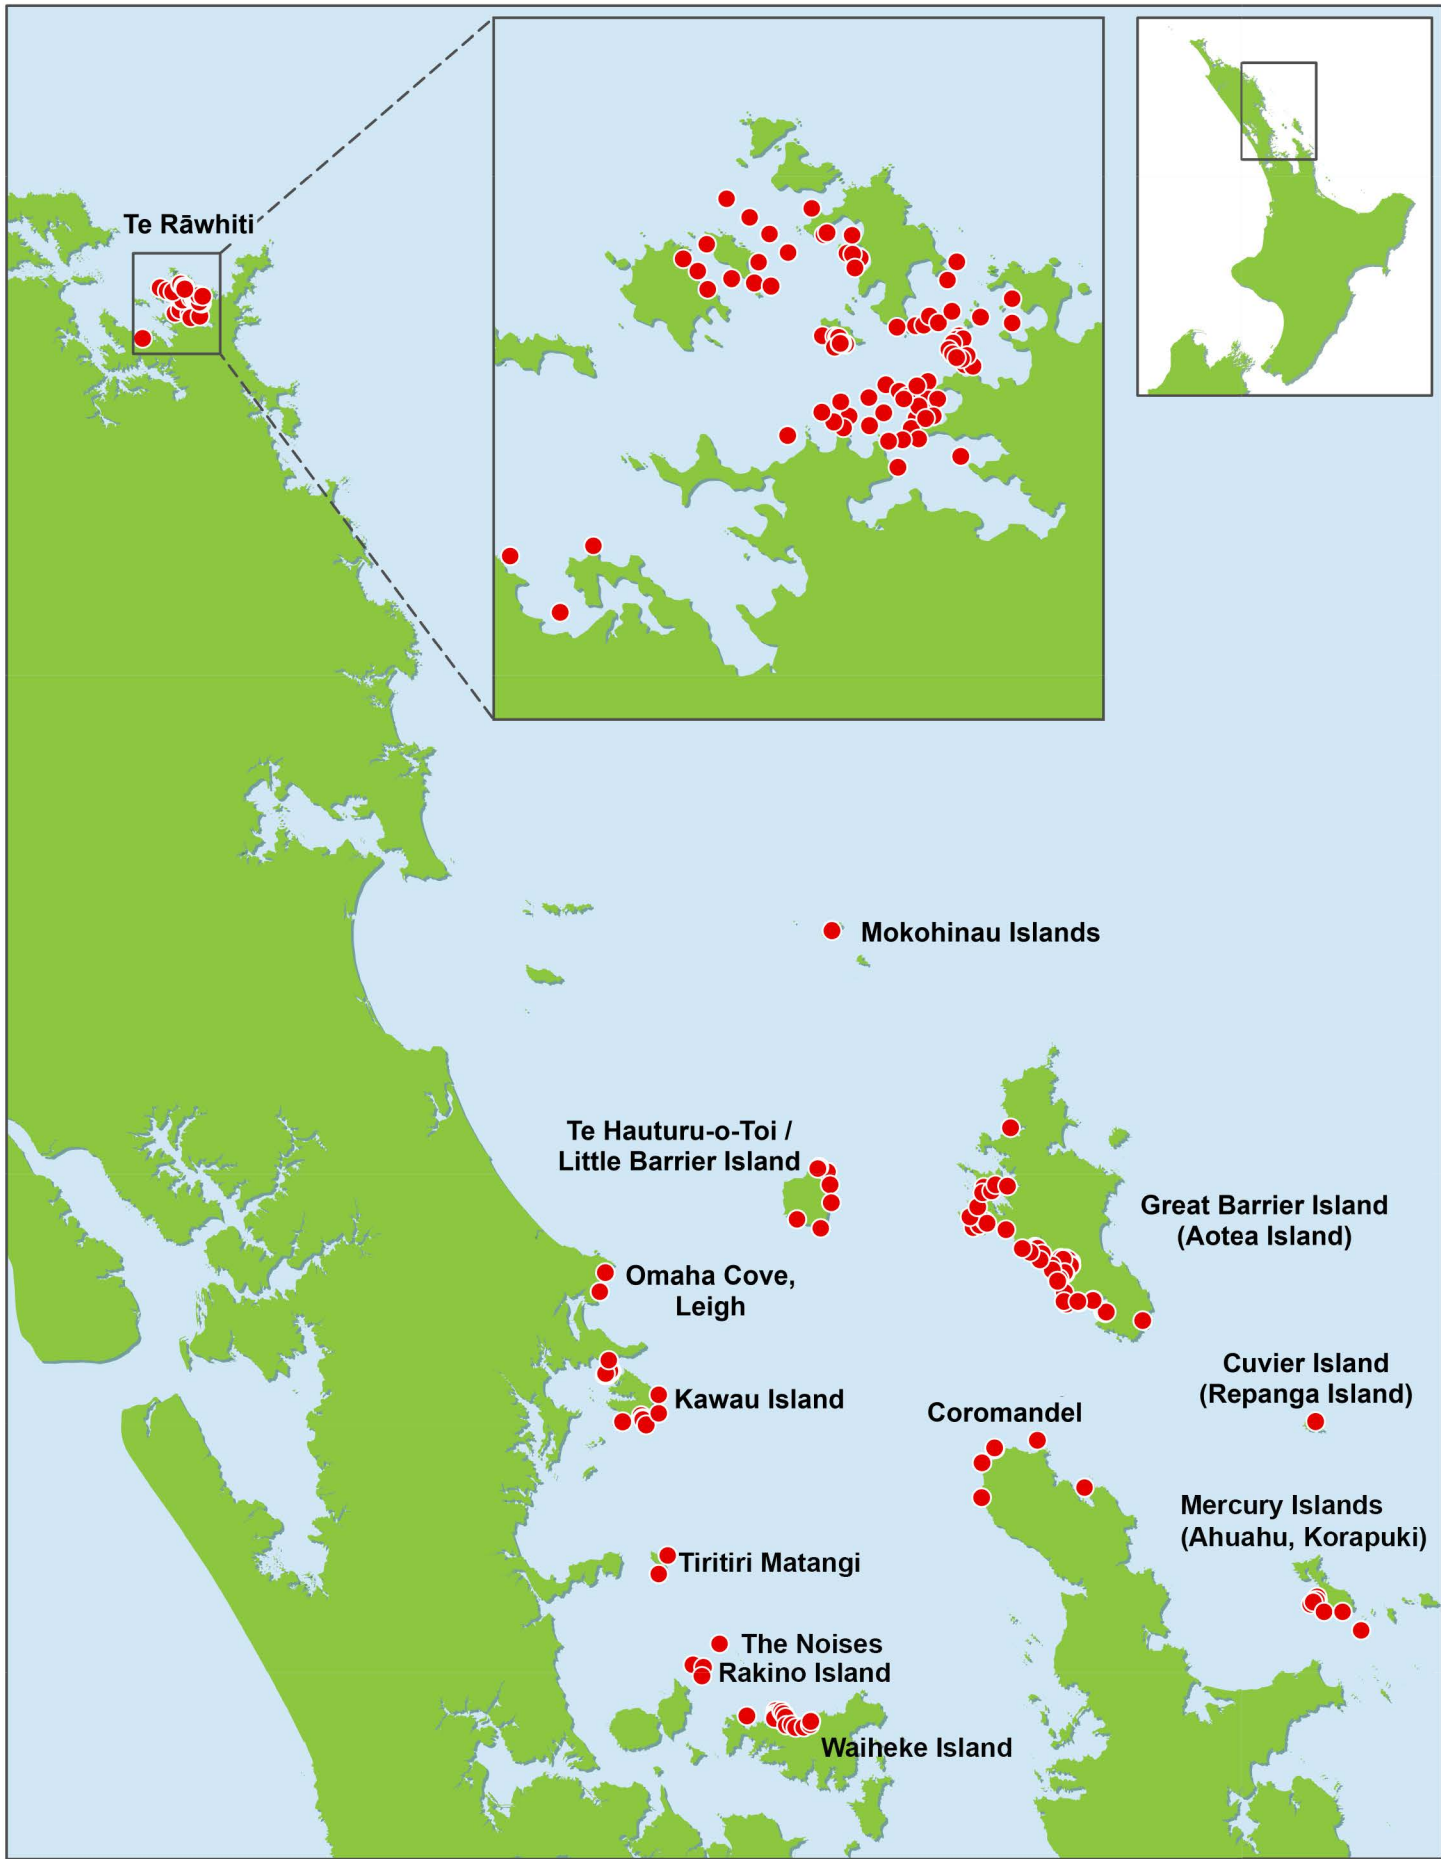 Te Rāwhiti
Mokohinau Islands
Te Hauturu-o-Toi /
Little Barrier Island
Great Barrier Island
(Aotea Island)
Omaha Cove,
Leigh
Cuvier Island
(Repanga Island)
Kawau Island
Coromandel
Mercury Islands
(Ahuahu, Korapuki)
Tiritiri Matangi
The Noises
Rakino Island
Waiheke Island